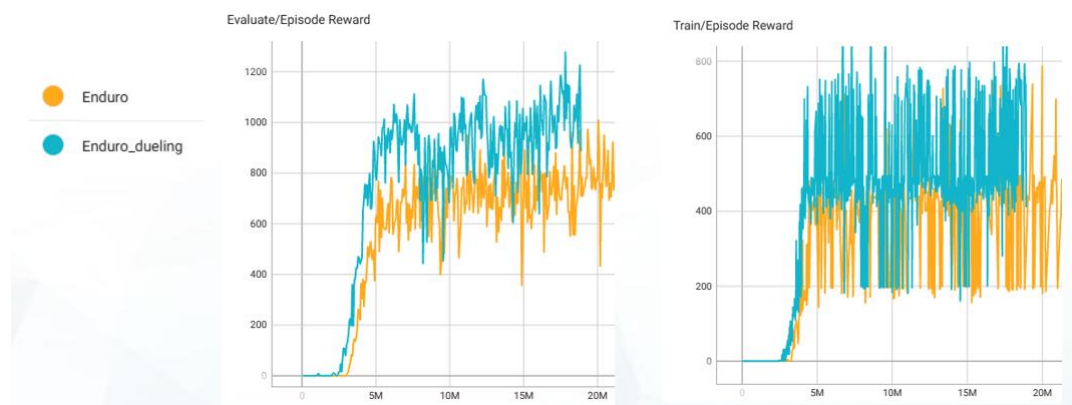 Evaluate/Episode Reward
Train/Episode Reward
Enduro
Enduro_dueling
1200
1000
800
600
400
200
0
0
5M
10M
15M
20M
800
600
400
200
0
0
5M
10M
15M
20M